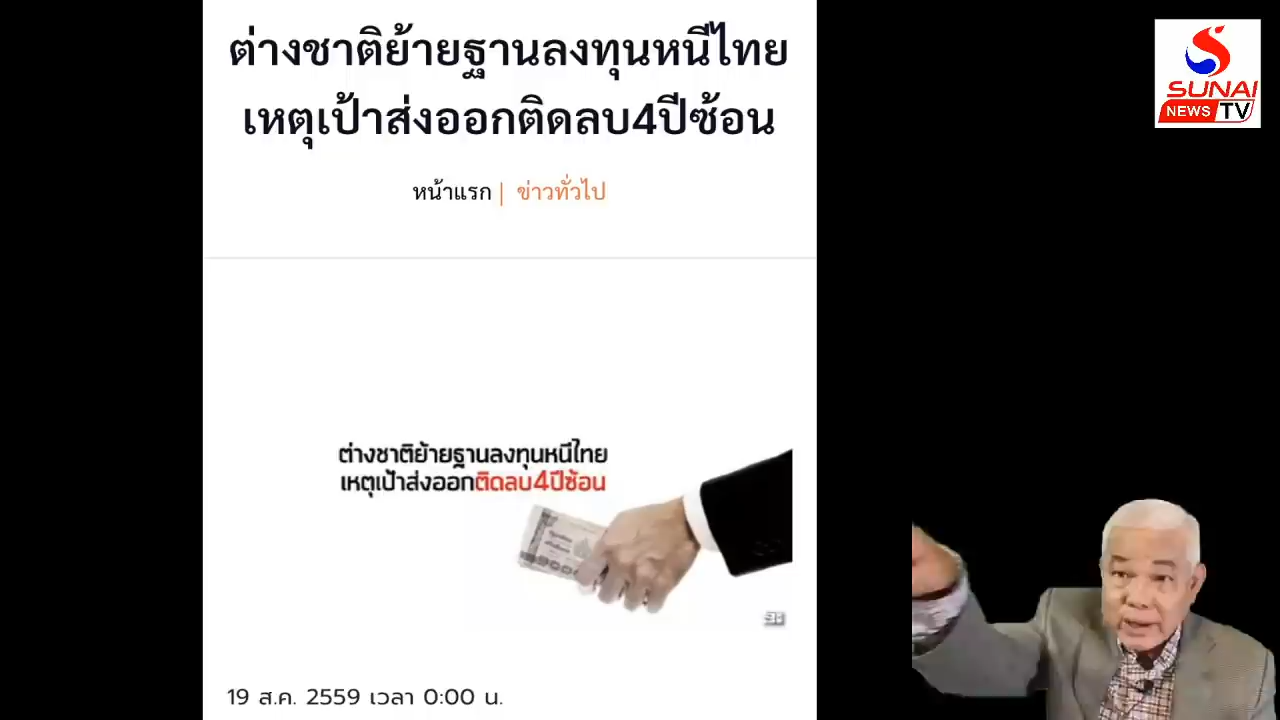 ต่างชาติย้ายฐานลงทุนหนีไทย
เหตุเป้าส่งออกติดลบ4ปีซ้อน
หน้าแรก | ข่าวทั่วไป
ต่างชาติย้ายฐานลงทุนหนีไทย
เหตุเป้าส่งออกติดลบ4ปีซ้อน
19 ส.ค. 2559 เวลา 0:00 น.
SUNAI
NEWS TV